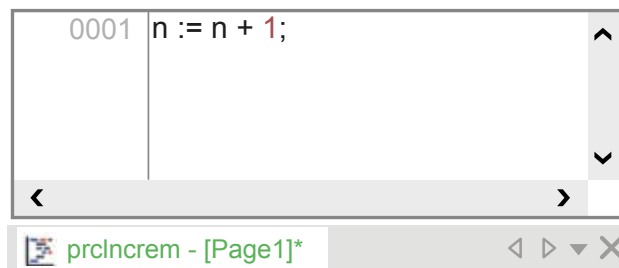 0001 n := n + 1;
prcIncrem - [Page1]*